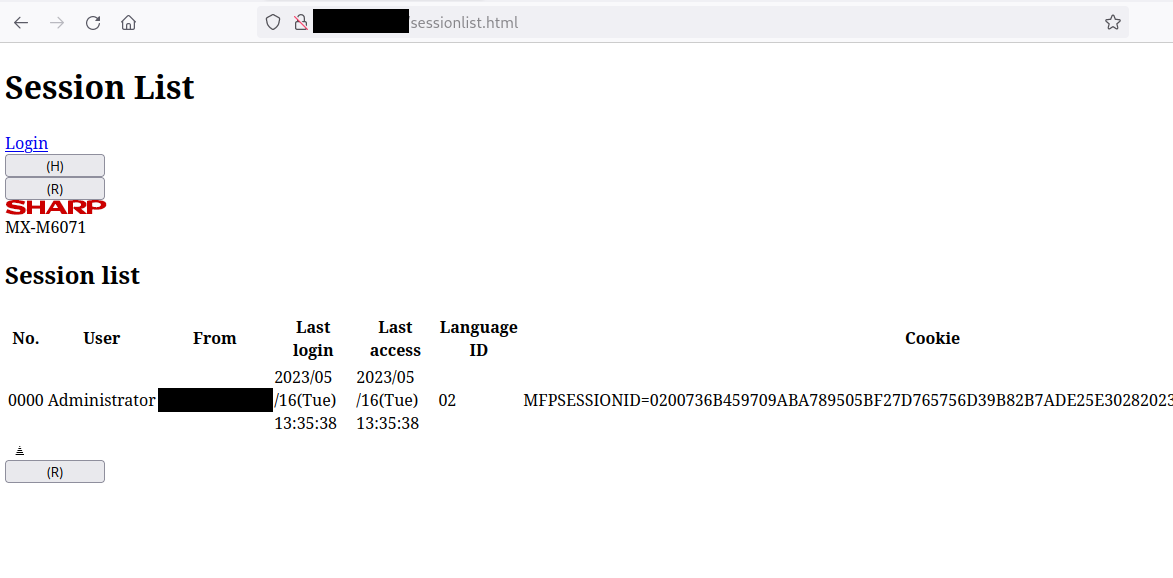 sessionlist.html
Session List
Login
(H)
(R)
SHARP
MX-M6071
Session list
No. User From Last login Last access Language ID Cookie
0000 Administrator 2023/05/16(Tue) 13:35:38 2023/05/16(Tue) 13:35:38 02 MFPSESSIONID=0200736B459709ABA789505BF27D765756D39B82B7ADE25E30282023
(R)